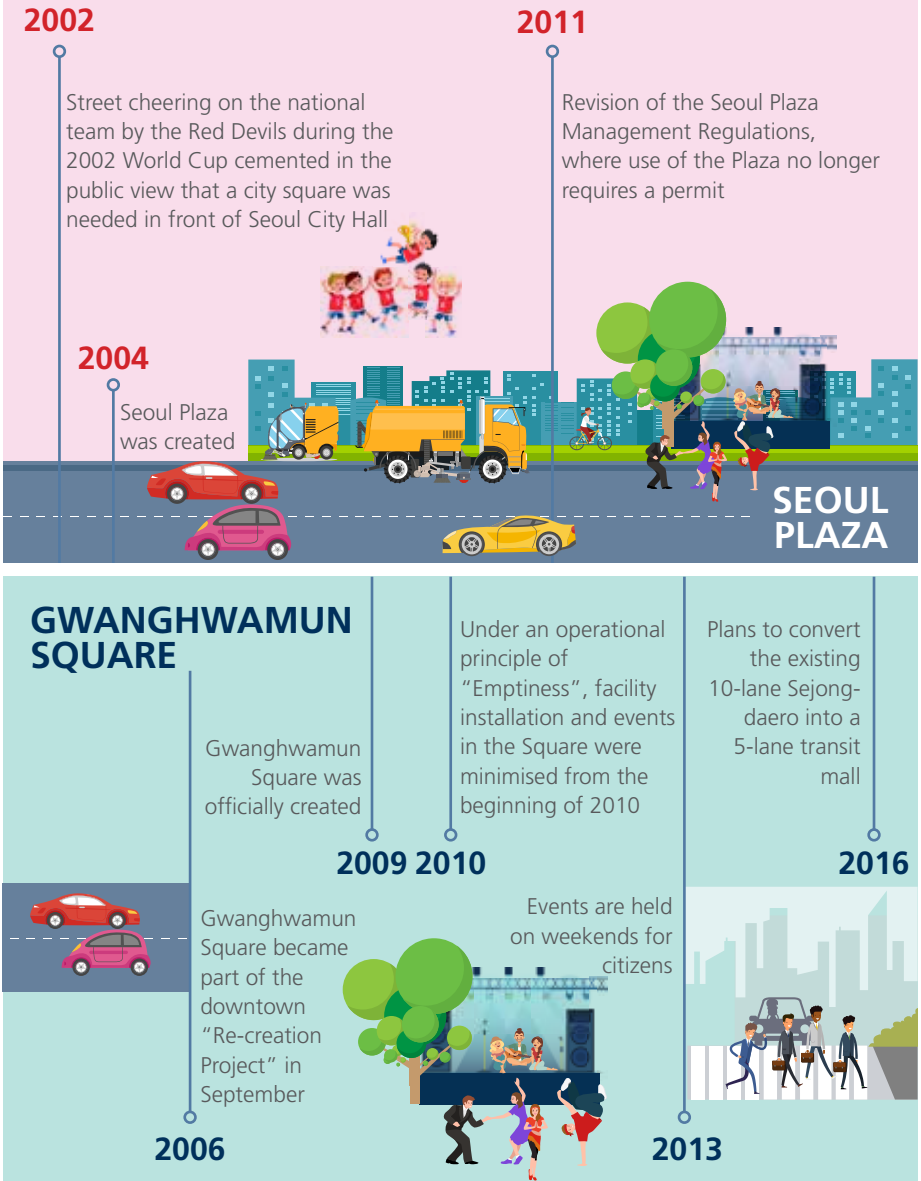 2002
Street cheering on the national
team by the Red Devils during the
2002 World Cup cemented in the
public view that a city square was
needed in front of Seoul City Hall
2011
Revision of the Seoul Plaza
Management Regulations,
where use of the Plaza no longer
requires a permit
2004
Seoul Plaza
was created
SEOUL
PLAZA
GWANGHWAMUN
SQUARE
Gwanghwamun
Square became
part of the
downtown
“Re-creation
Project” in
September
2006
Gwanghwamun
Square was
officially created
2009
Under an operational
principle of
“Emptiness”, facility
installation and events
in the Square were
minimised from the
beginning of 2010
2010
Events are held
on weekends for
citizens
2013
Plans to convert
the existing
10-lane Sejong-
daero into a
5-lane transit
mall
2016